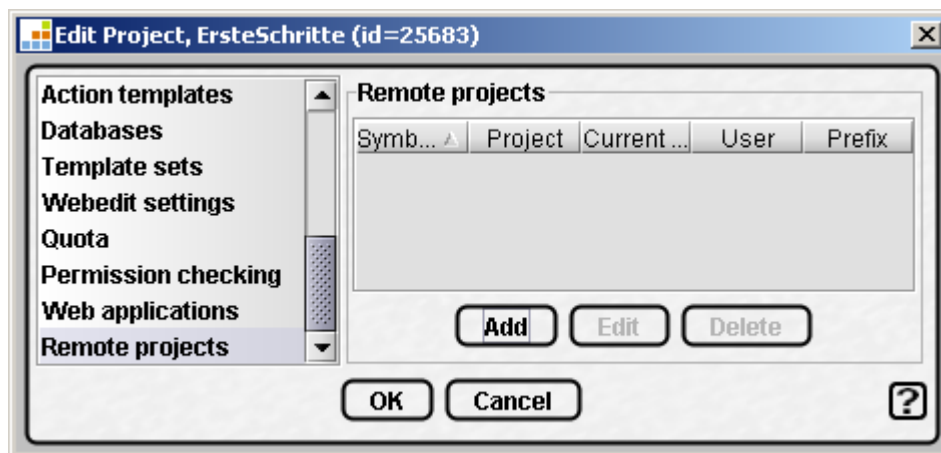 Edit Project, ErsteSchritte (id=25683)
Action templates
Databases
Template sets
Webedit settings
Quota
Permission checking
Web applications
Remote projects
Remote projects
Symb... Project Current ... User Prefix
Add Edit Delete
OK Cancel ?